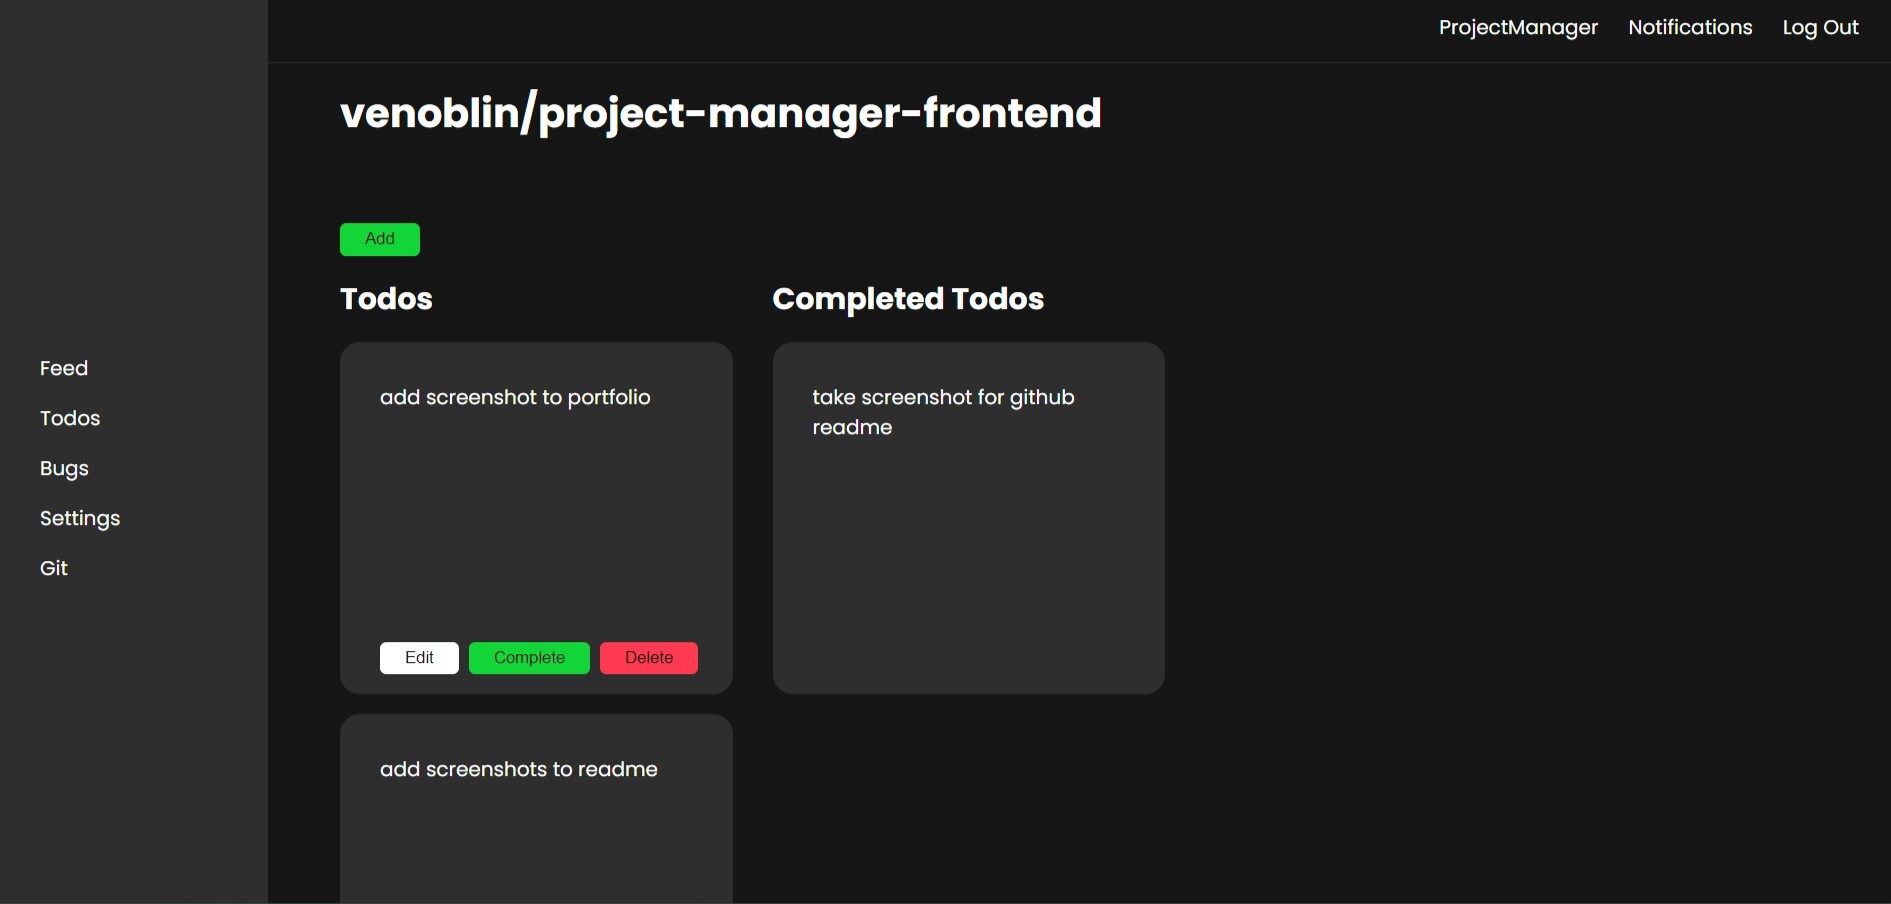 ProjectManager Notifications Log Out
venoblin/project-manager-frontend
Feed
Todos
Bugs
Settings
Git
Add
Todos
add screenshot to portfolio
Edit Complete Delete
add screenshots to readme
Completed Todos
take screenshot for github
readme